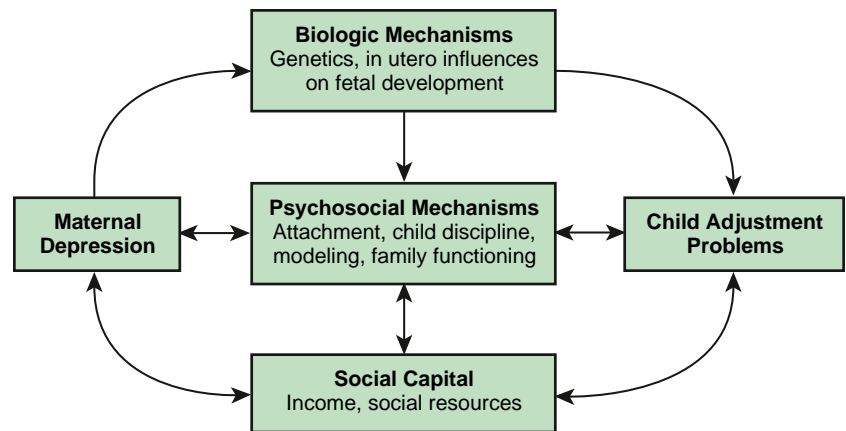 Biologic Mechanisms
Genetics, in utero influences
on fetal development
Maternal
Depression
Psychosocial Mechanisms
Attachment, child discipline,
modeling, family functioning
Child Adjustment
Problems
Social Capital
Income, social resources